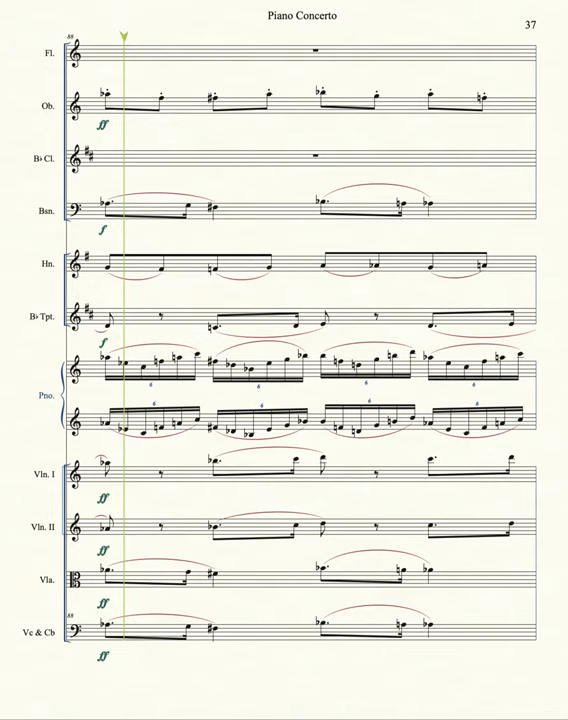 Piano Concerto
37
88
Fl.
Ob.
ff
B♭ Cl.
Bsn.
f
Hn.
B♭ Tpt.
f
Pno.
6 6 6 6
6 6 6 6
Vln. I
ff
Vln. II
ff
Vla.
ff
88
Vc & Cb
ff